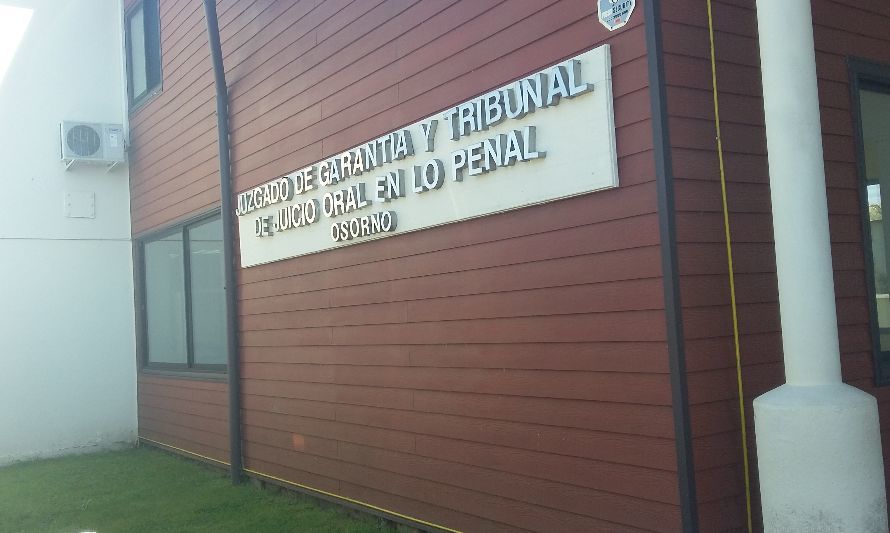 JUZGADO DE GARANTIA Y TRIBUNAL
DE JUICIO ORAL EN LO PENAL
OSORNO